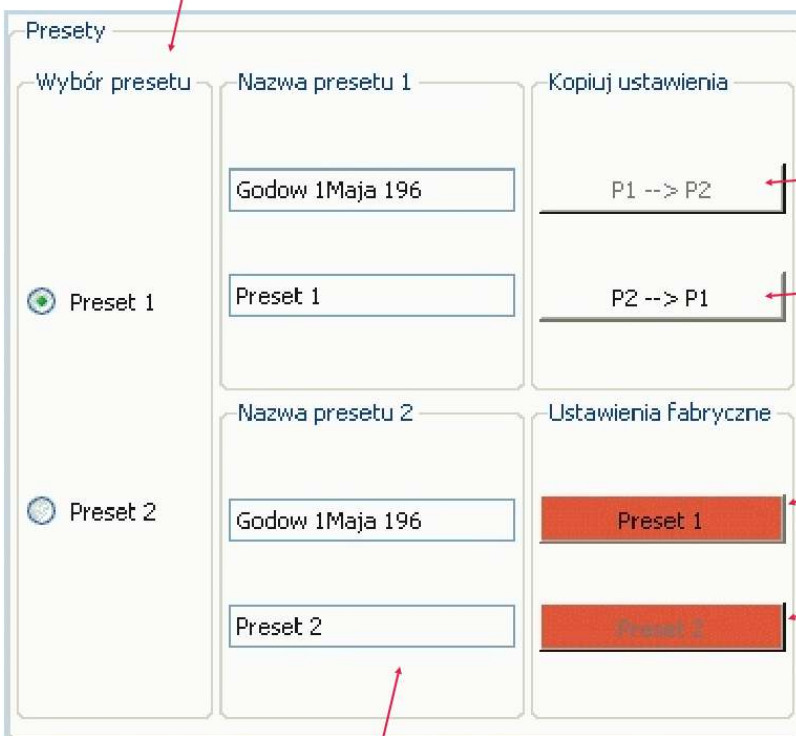 Presety
Wybór presetu
Preset 1
Preset 2
Nazwa presetu 1
Godow 1Maja 196
Preset 1
Nazwa presetu 2
Godow 1Maja 196
Preset 2
Kopiuj ustawienia
P1 --> P2
P2 --> P1
Ustawienia fabryczne
Preset 1
Preset 2